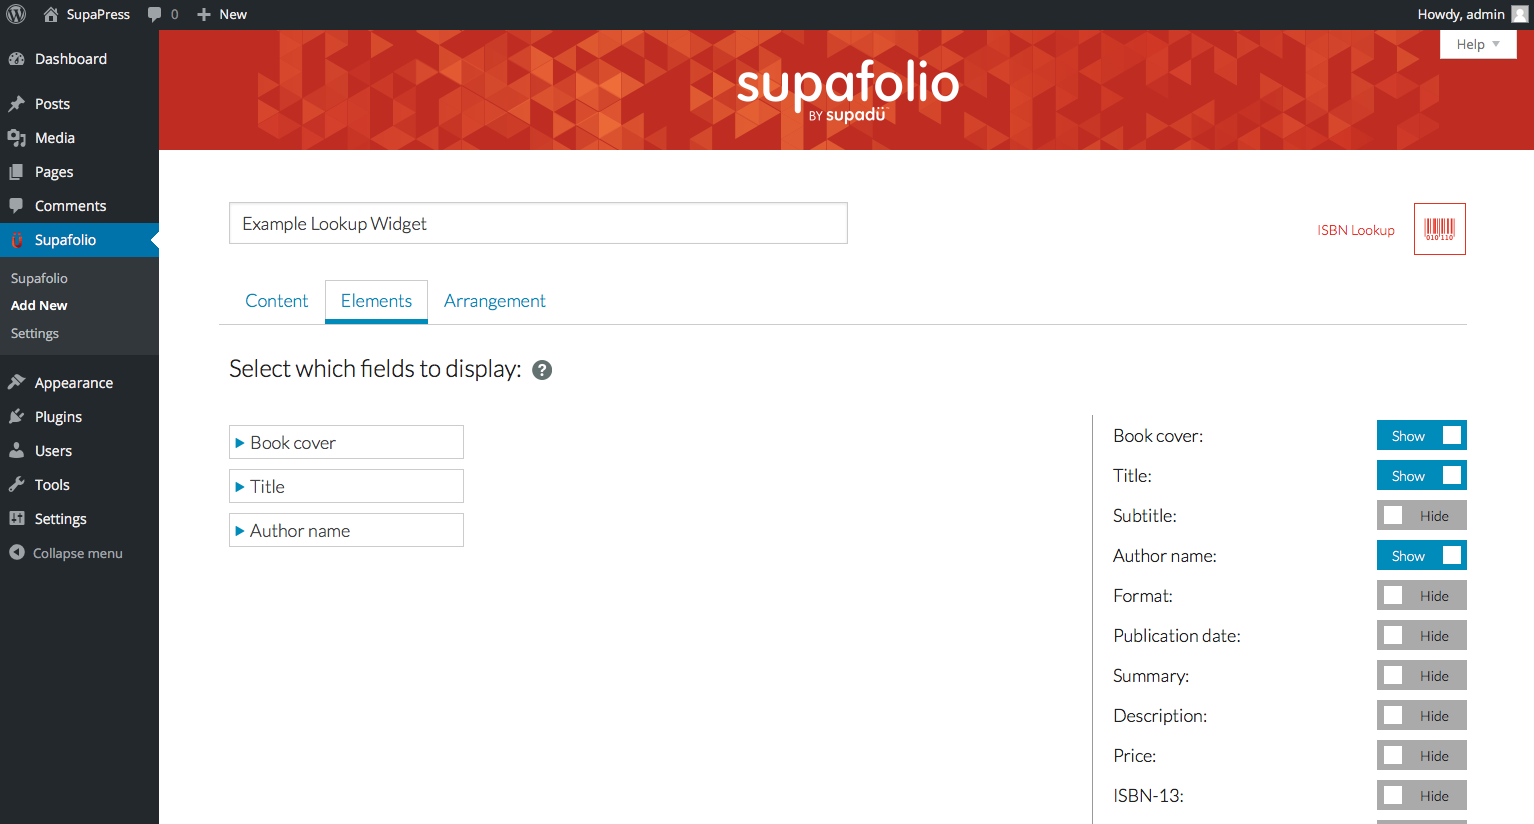 SupaPress 0 New Howdy, admin
Help
supafolio
BY supadü
Dashboard
Posts
Media
Pages
Comments
Supafolio
Supafolio
Add New
Settings
Appearance
Plugins
Users
Tools
Settings
Collapse menu
Example Lookup Widget
ISBN Lookup
010 110
Content Elements Arrangement
Select which fields to display: ?
Book cover
Title
Author name
Book cover: Show
Title: Show
Subtitle: Hide
Author name: Show
Format: Hide
Publication date: Hide
Summary: Hide
Description: Hide
Price: Hide
ISBN-13: Hide